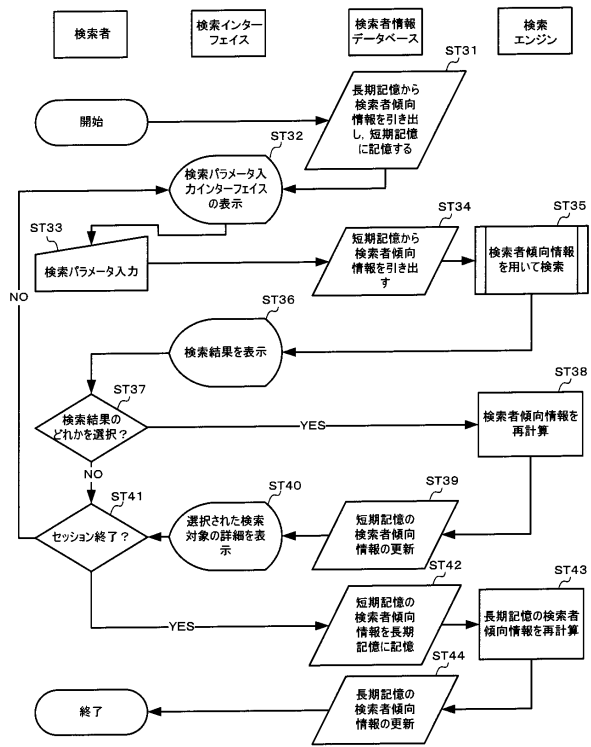 検索者
検索インター
フェイス
検索者情報
データベース
検索
エンジン
ST31
開始
長期記憶から
検索者傾向
情報を引き出
し，短期記憶
に記憶する
ST32
検索パラメータ入
力インターフェイス
の表示
ST33
検索パラメータ入力
ST34
短期記憶から
検索者傾向
情報を引き出
す
ST35
検索者傾向情報
を用いて検索
NO
ST36
検索結果を表示
ST37
検索結果の
どれかを選択？
YES
ST38
検索者傾向情報を
再計算
NO
ST41
セッション終了？
ST40
選択された検索
対象の詳細を表
示
ST39
短期記憶の
検索者傾向
情報の更新
YES
ST42
短期記憶の
検索者傾向
情報を長期
記憶に記憶
ST43
長期記憶の検索者
傾向情報を再計算
ST44
長期記憶の
検索者傾向
情報の更新
終了